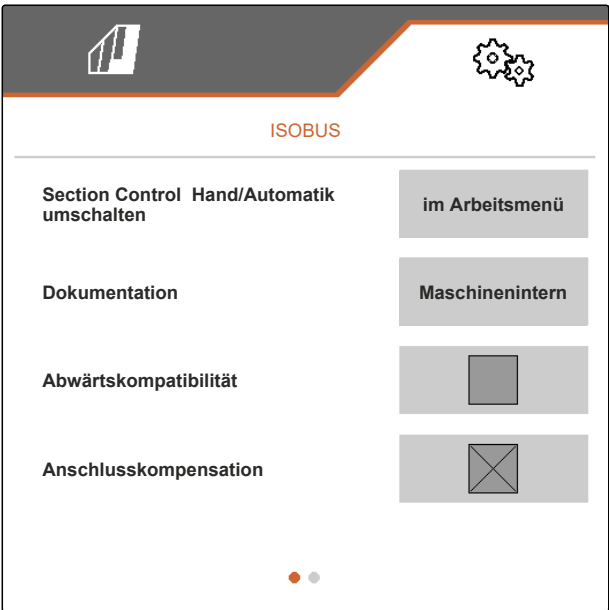 ISOBUS
Section Control Hand/Automatik
umschalten
im Arbeitsmenü
Dokumentation
Maschinenintern
Abwärtskompatibilität
Anschlusskompensation